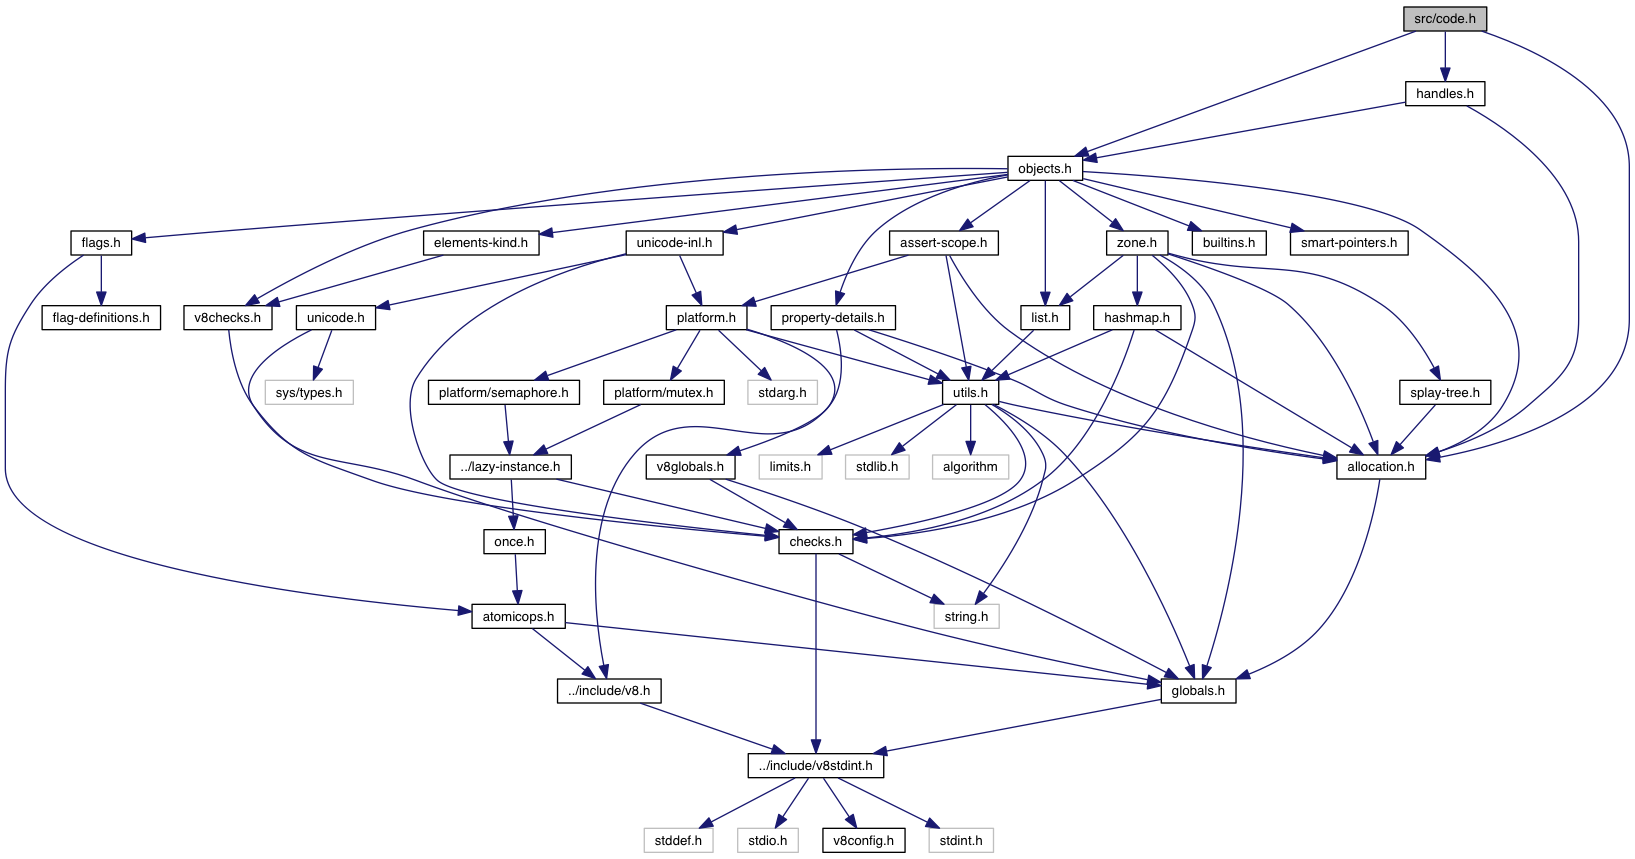 src/code.h
handles.h
objects.h
flags.h
elements-kind.h
unicode-inl.h
assert-scope.h
zone.h
builtins.h
smart-pointers.h
flag-definitions.h
v8checks.h
unicode.h
platform.h
property-details.h
list.h
hashmap.h
sys/types.h
platform/semaphore.h
platform/mutex.h
stdarg.h
utils.h
splay-tree.h
../lazy-instance.h
v8globals.h
limits.h
stdlib.h
algorithm
allocation.h
once.h
checks.h
atomicops.h
string.h
../include/v8.h
globals.h
../include/v8stdint.h
stddef.h
stdio.h
v8config.h
stdint.h